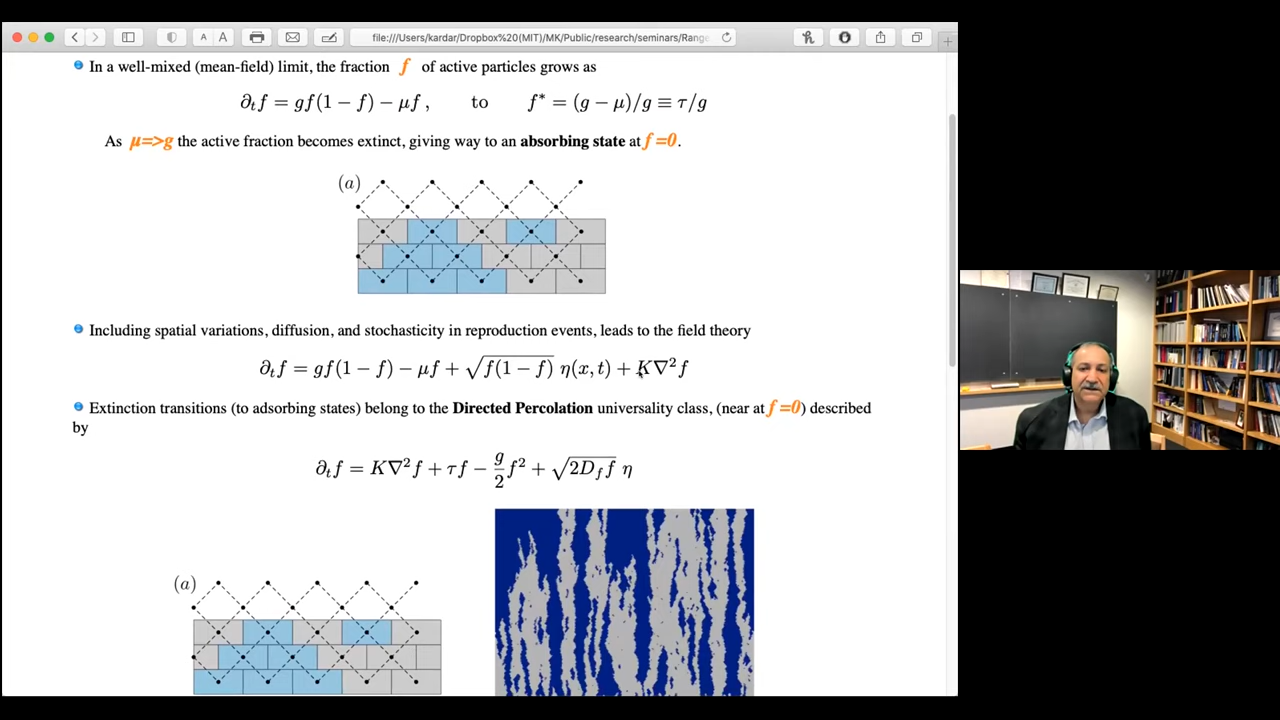 A A
file:///Users/kardar/Dropbox%20(MIT)/MK/Public/research/seminars/Range
In a well-mixed (mean-field) limit, the fraction f of active particles grows as
∂ₜf = gf(1 − f) − μf , to f* = (g − μ)/g ≡ τ/g
As μ=>g the active fraction becomes extinct, giving way to an absorbing state at f =0.
(a)
Including spatial variations, diffusion, and stochasticity in reproduction events, leads to the field theory
∂ₜf = gf(1 − f) − μf + √f(1 − f) η(x, t) + K∇²f
Extinction transitions (to adsorbing states) belong to the Directed Percolation universality class, (near at f =0) described
by
∂ₜf = K∇²f + τf − g/2 f² + √2D_f f η
(a)